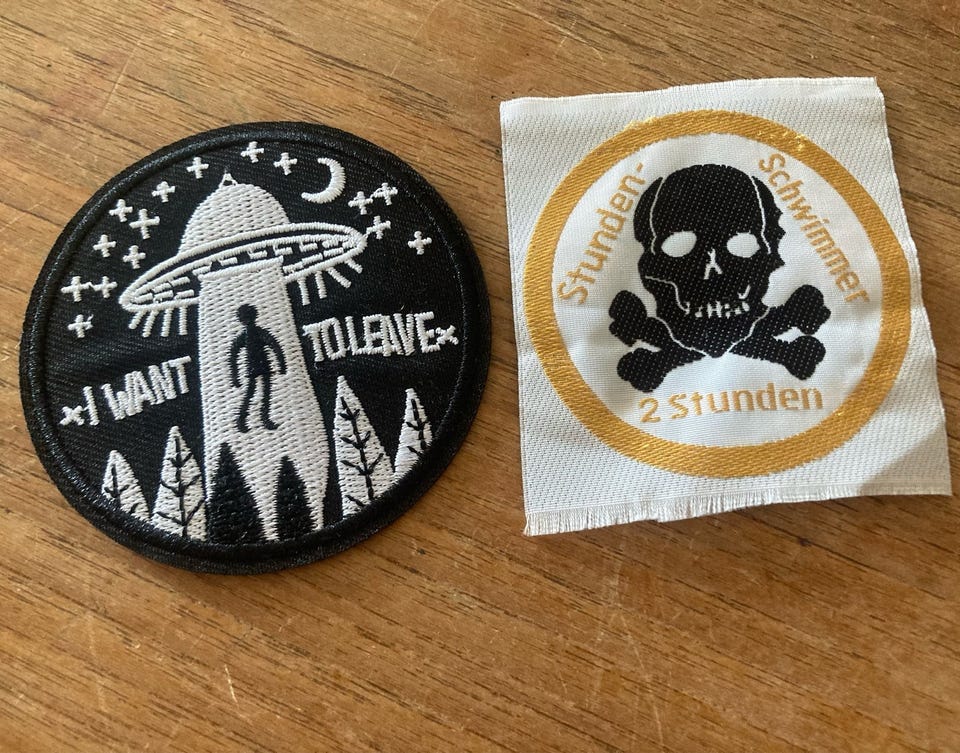 I WANT TO LEAVE
Stunden-Schwimmer
2 Stunden